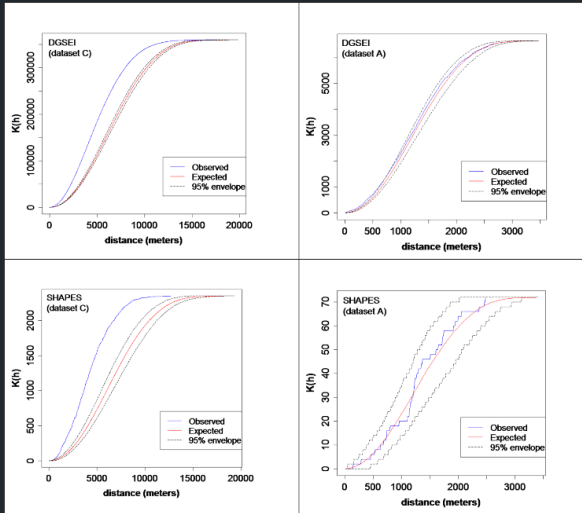 DGSEI
(dataset C)
K(h)
0
100000
200000
300000
Observed
Expected
95% envelope
0
5000
10000
15000
20000
distance (meters)
DGSEI
(dataset A)
K(h)
0
1000
3000
5000
Observed
Expected
95% envelope
0
500
1000
2000
3000
distance (meters)
SHAPES
(dataset C)
K(h)
0
500
1000
1500
2000
Observed
Expected
95% envelope
0
5000
10000
15000
20000
distance (meters)
SHAPES
(dataset A)
K(h)
0
10
20
30
40
50
60
70
Observed
Expected
95% envelope
0
500
1000
2000
3000
distance (meters)